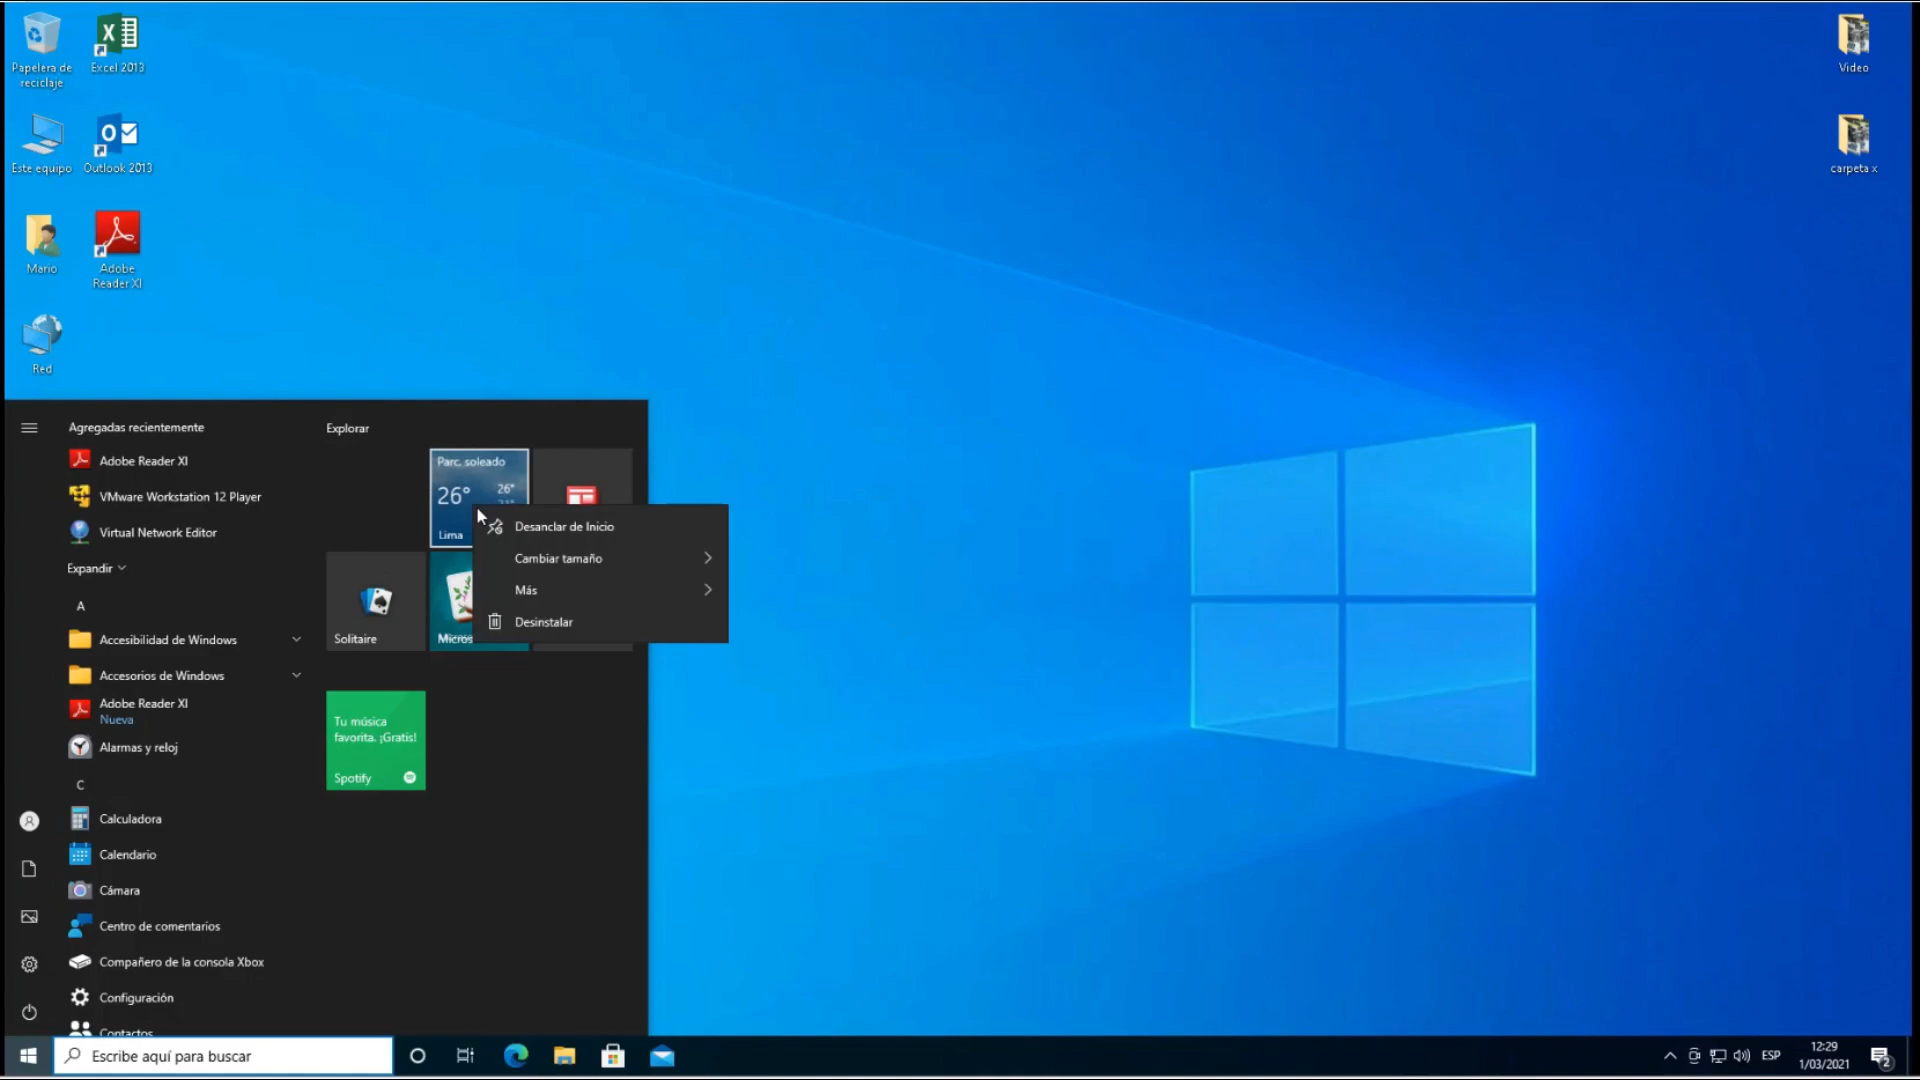 Papelera de
reciclaje
Excel 2013
Video
Este equipo
Outlook 2013
carpeta x
Mario
Adobe
Reader XI
Red
Agregadas recientemente
Adobe Reader XI
VMware Workstation 12 Player
Virtual Network Editor
Expandir
A
Accesibilidad de Windows
Accesorios de Windows
Adobe Reader XI
Nueva
Alarmas y reloj
C
Calculadora
Calendario
Cámara
Centro de comentarios
Compañero de la consola Xbox
Configuración
Contactos
Explorar
Parc. soleado
26°
26°
Lima
Desanclar de Inicio
Cambiar tamaño
Más
Desinstalar
Solitaire
Micros
Tu música
favorita. ¡Gratis!
Spotify
Escribe aquí para buscar
ESP
12:29
1/03/2021
2